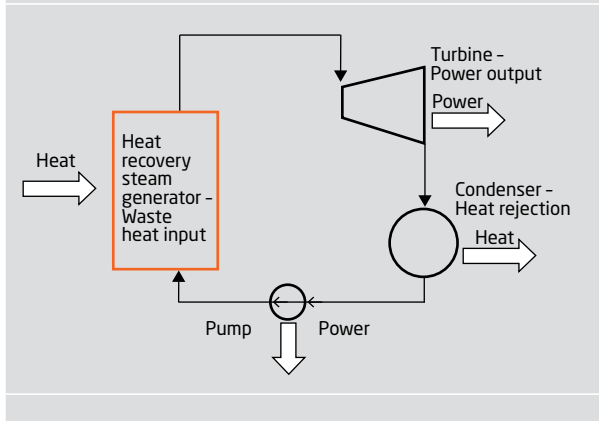 Turbine –
Power output
Power
Heat
recovery
steam
generator –
Waste
heat input
Heat
Condenser –
Heat rejection
Heat
Pump
Power